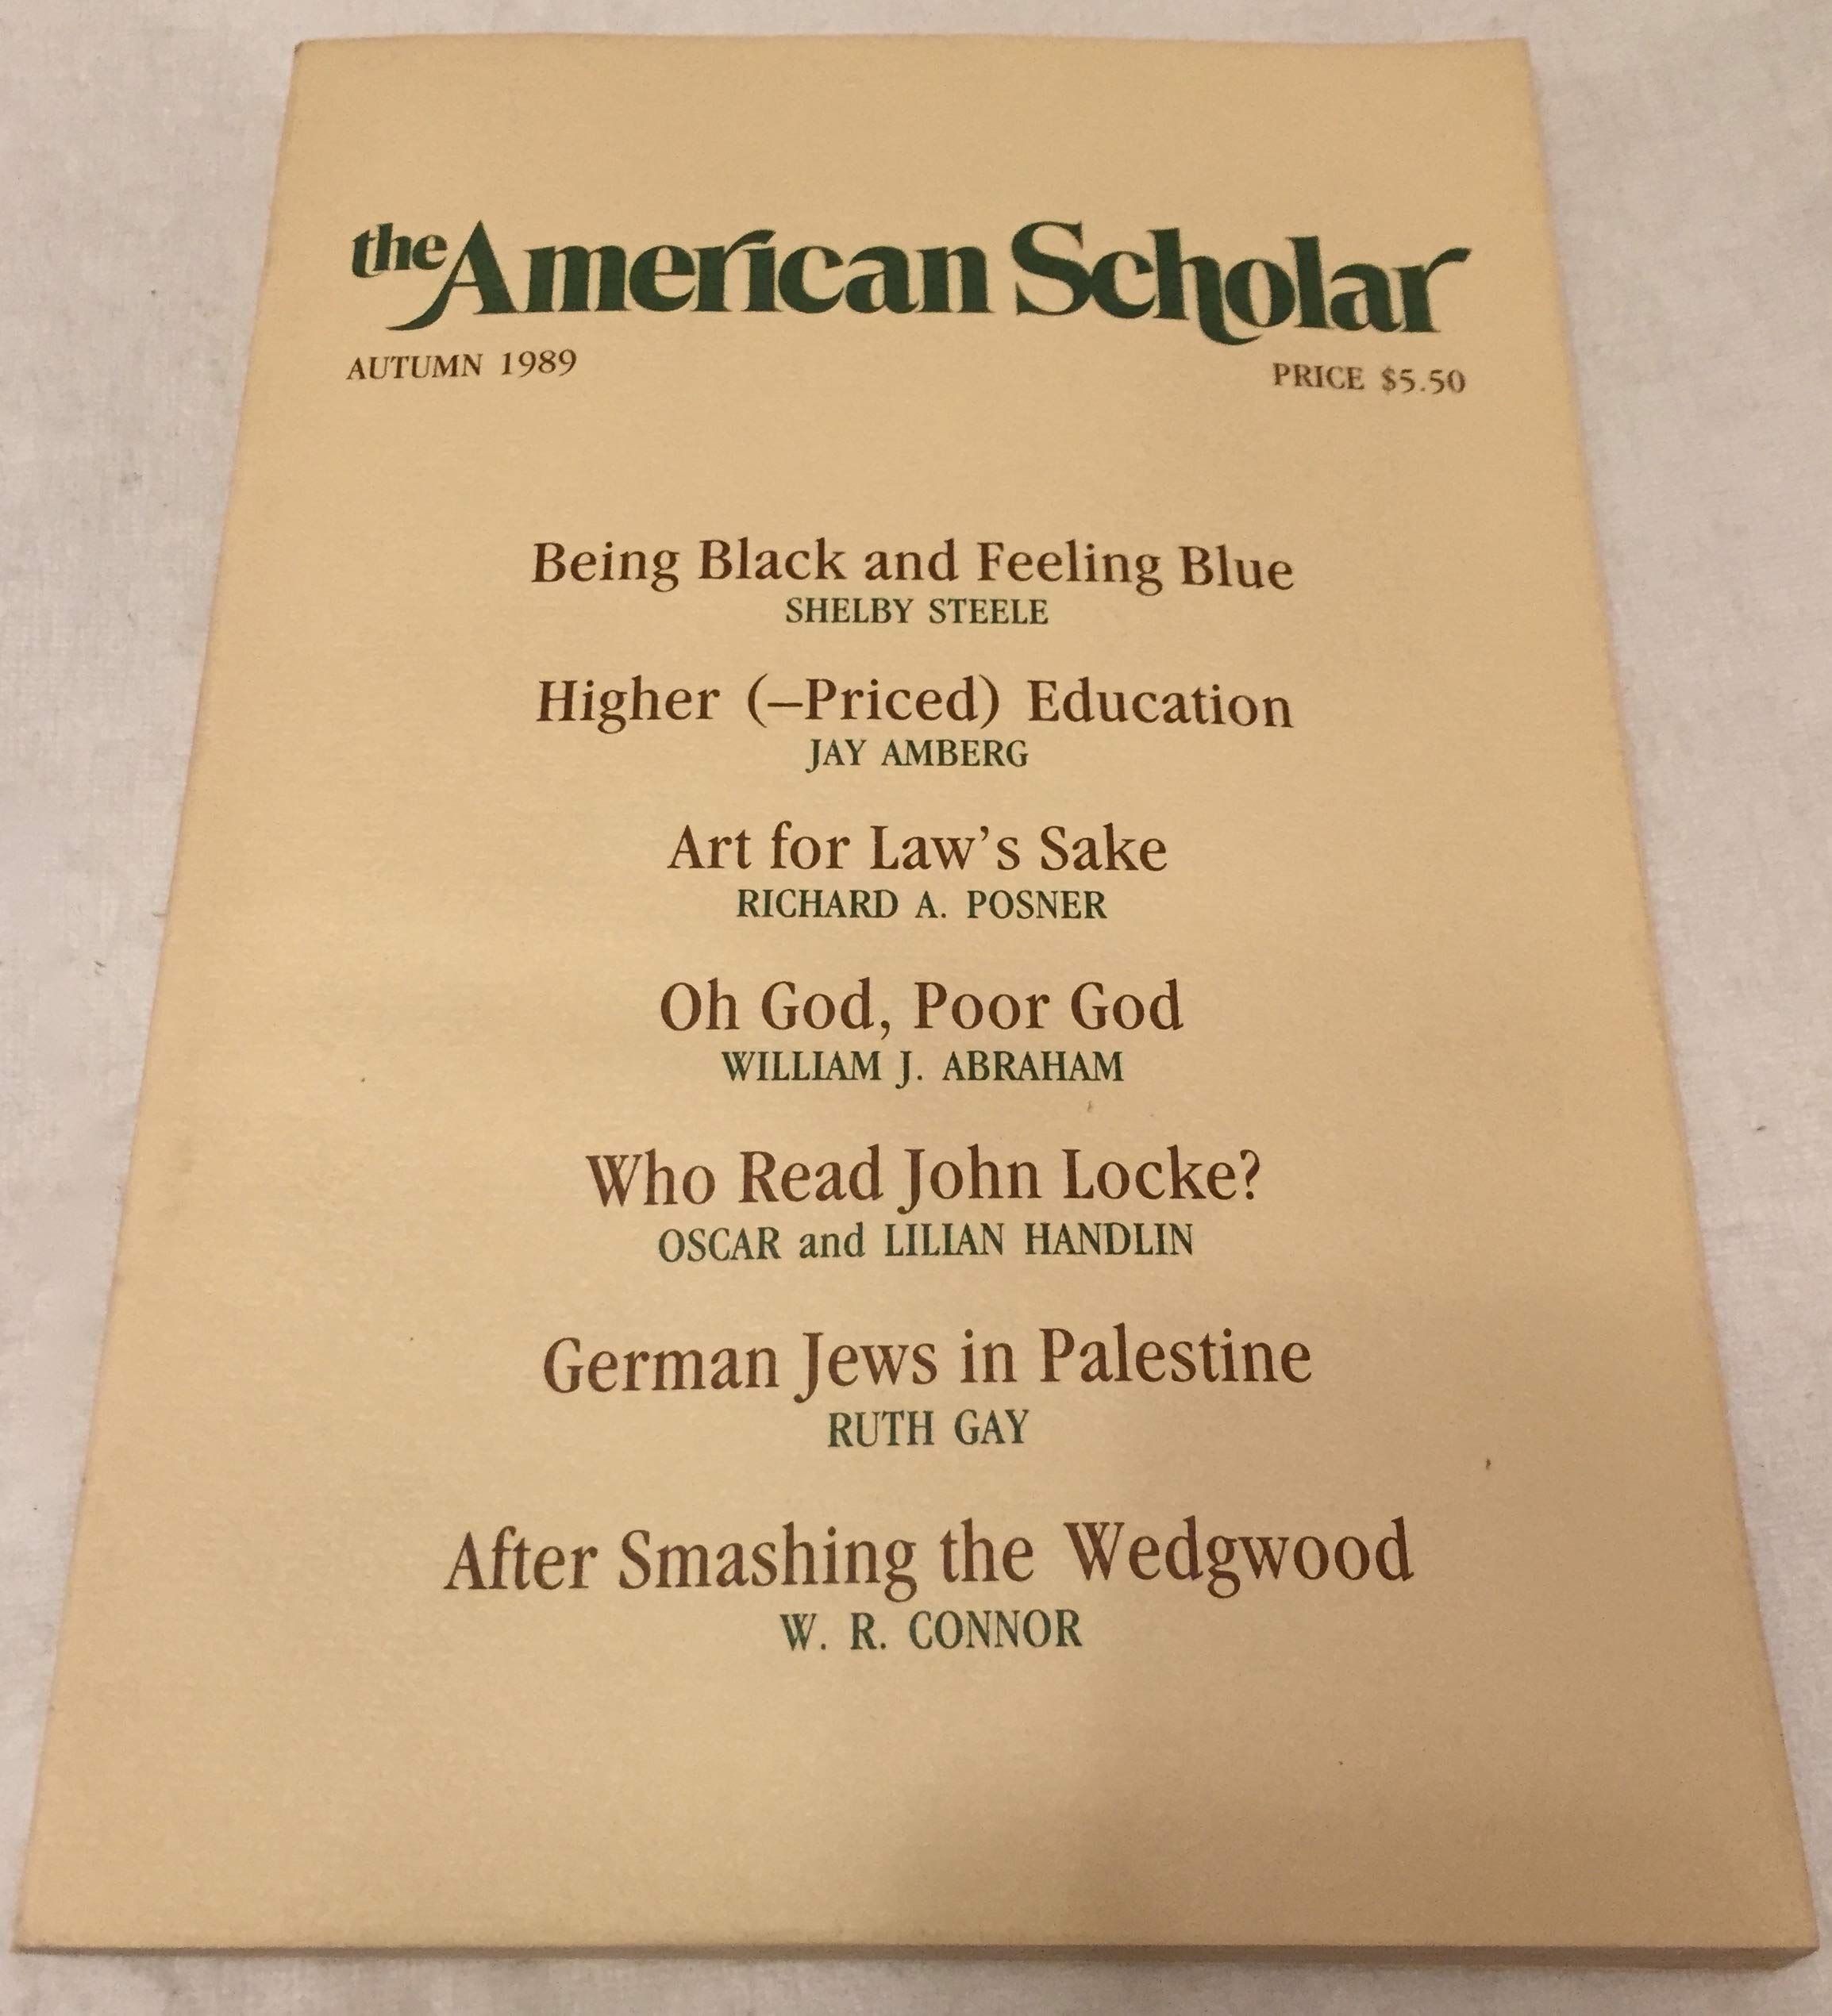 the American Scholar
AUTUMN 1989 PRICE $5.50
Being Black and Feeling Blue
SHELBY STEELE
Higher (–Priced) Education
JAY AMBERG
Art for Law's Sake
RICHARD A. POSNER
Oh God, Poor God
WILLIAM J. ABRAHAM
Who Read John Locke?
OSCAR and LILIAN HANDLIN
German Jews in Palestine
RUTH GAY
After Smashing the Wedgwood
W. R. CONNOR